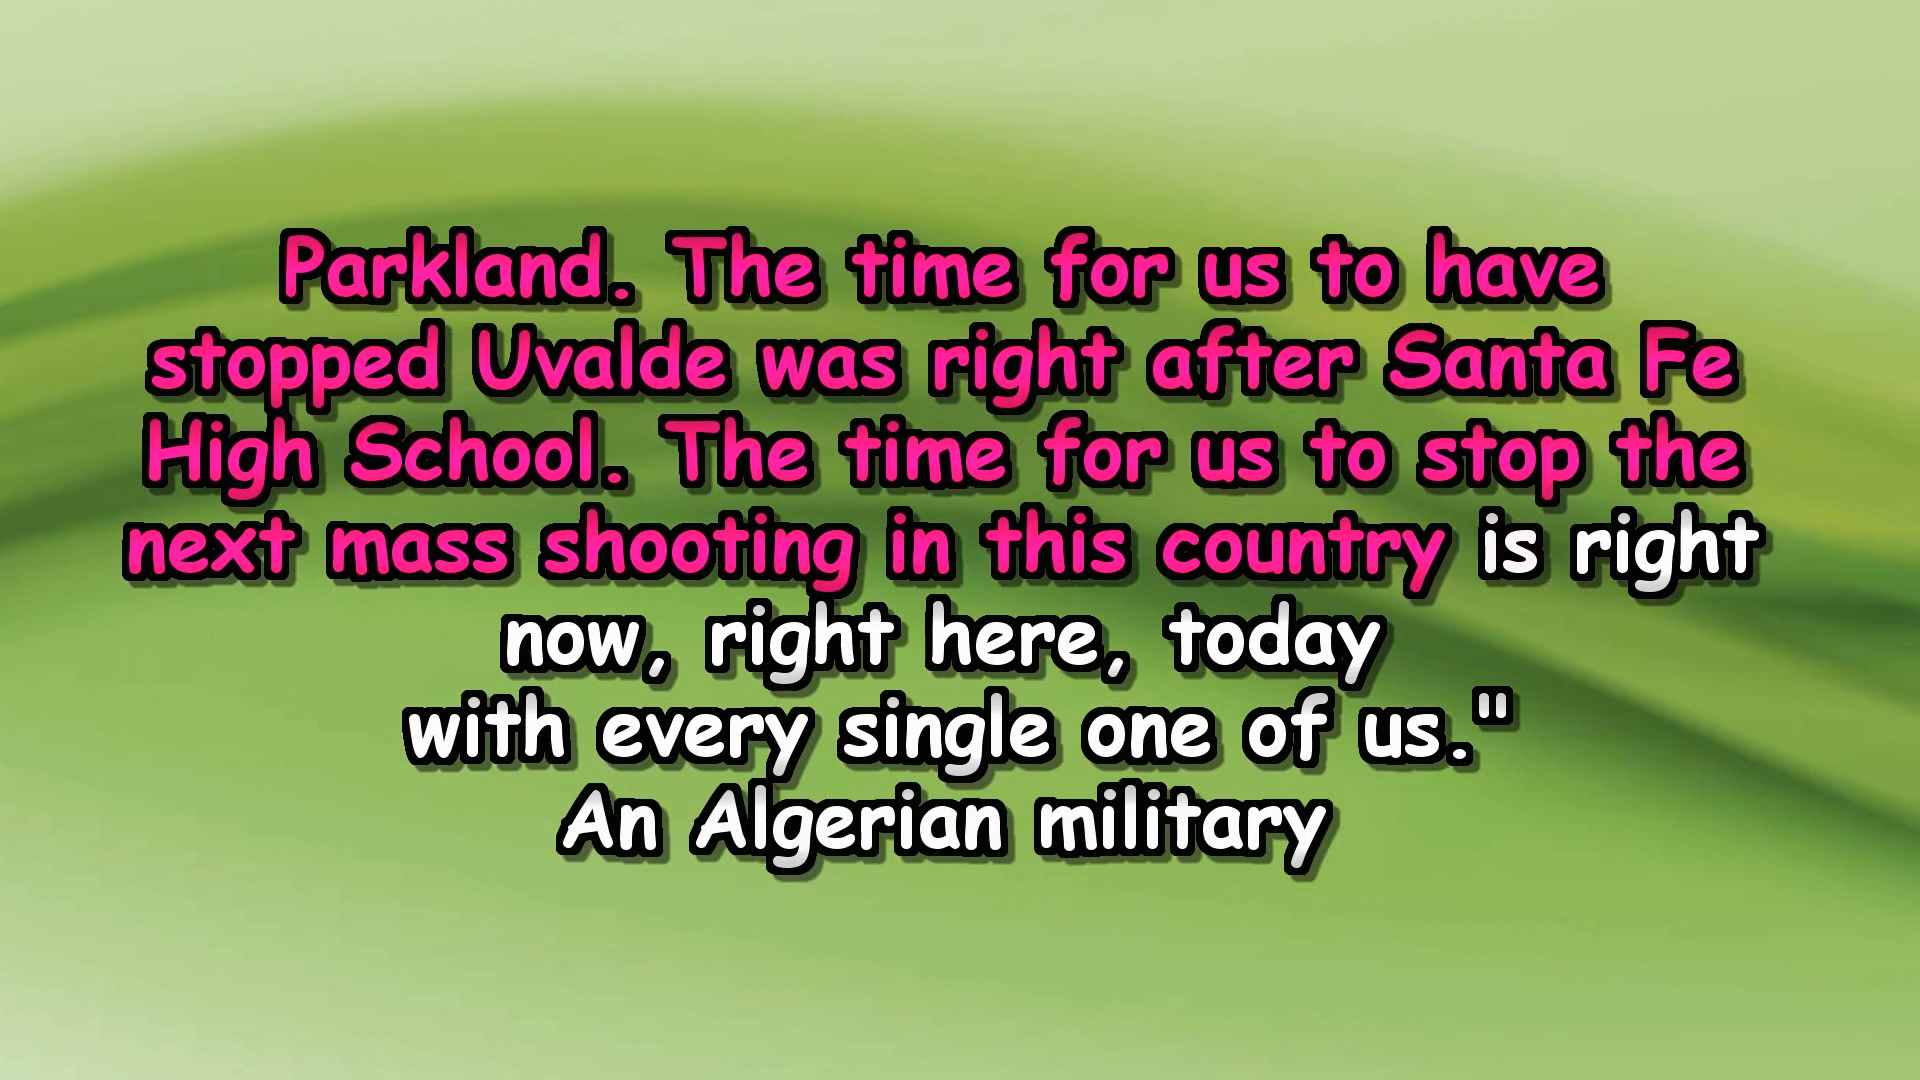 Parkland. The time for us to have
stopped Uvalde was right after Santa Fe
High School. The time for us to stop the
next mass shooting in this country is right
now, right here, today
with every single one of us."
An Algerian military